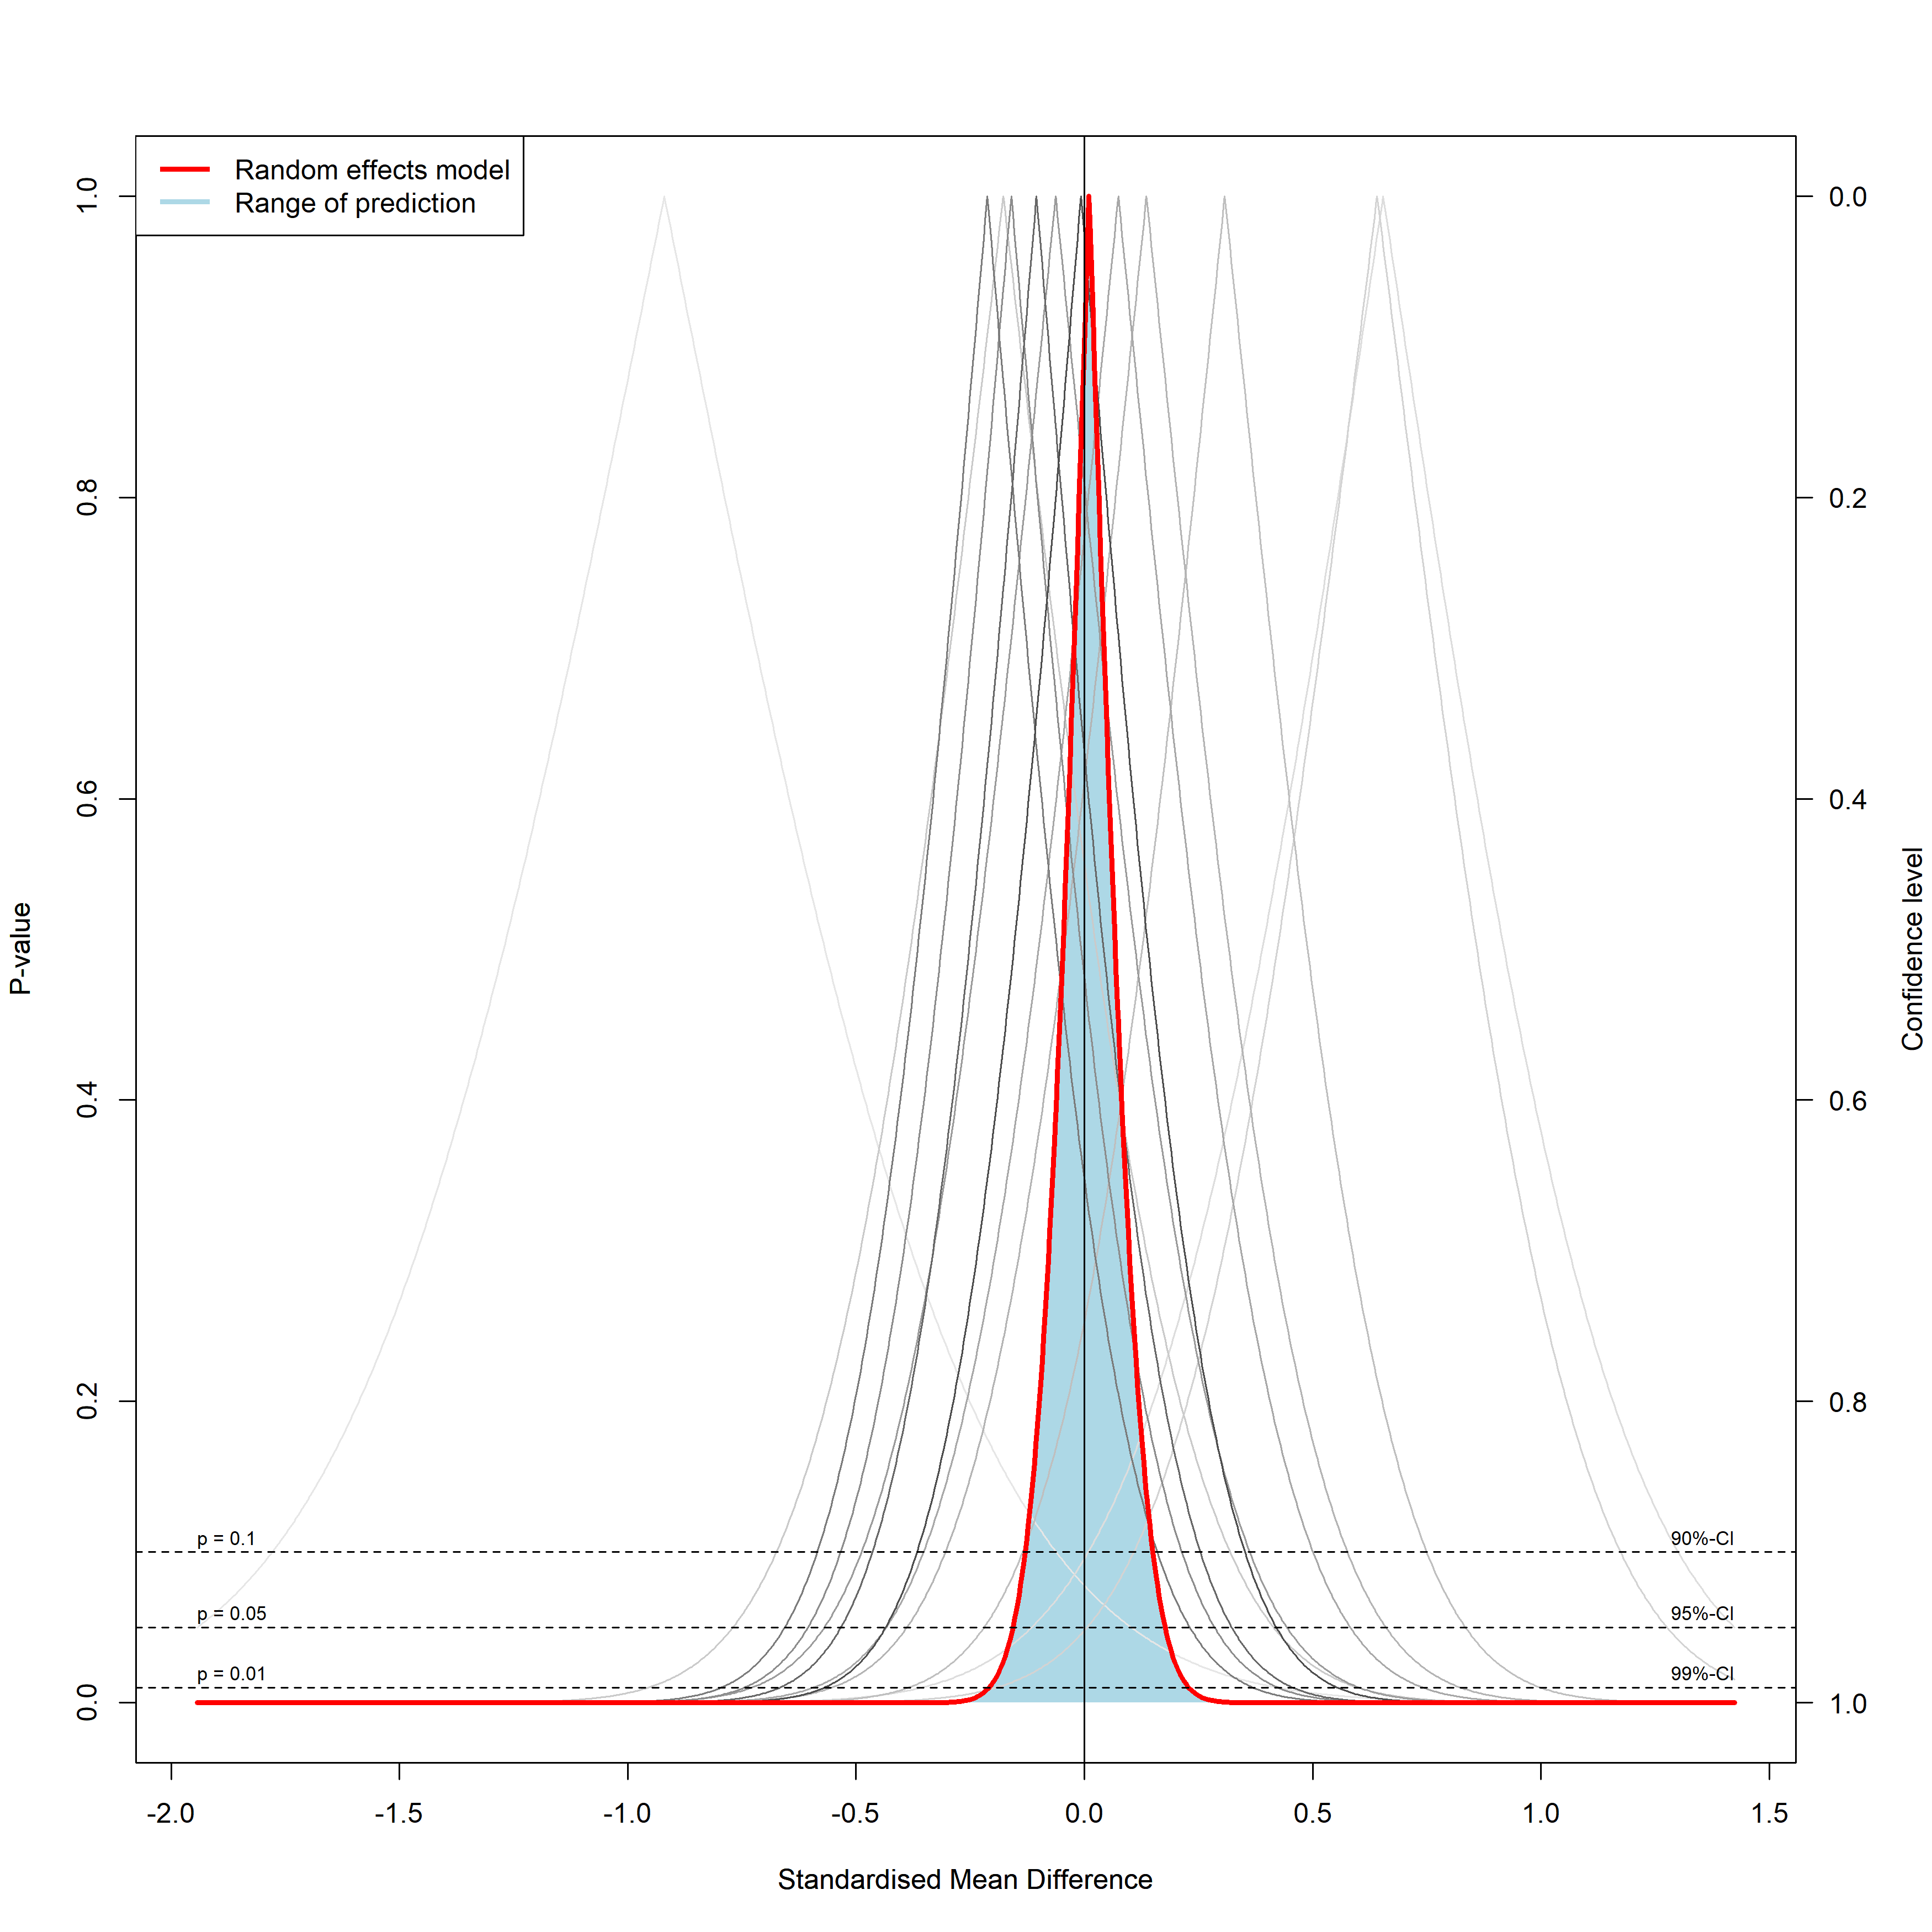 Random effects model
Range of prediction
1.0
0.8
0.6
0.4
0.2
0.0
P-value
0.0
0.2
0.4
0.6
0.8
1.0
Confidence level
p = 0.1
90%-CI
p = 0.05
95%-CI
p = 0.01
99%-CI
-2.0 -1.5 -1.0 -0.5 0.0 0.5 1.0 1.5
Standardised Mean Difference